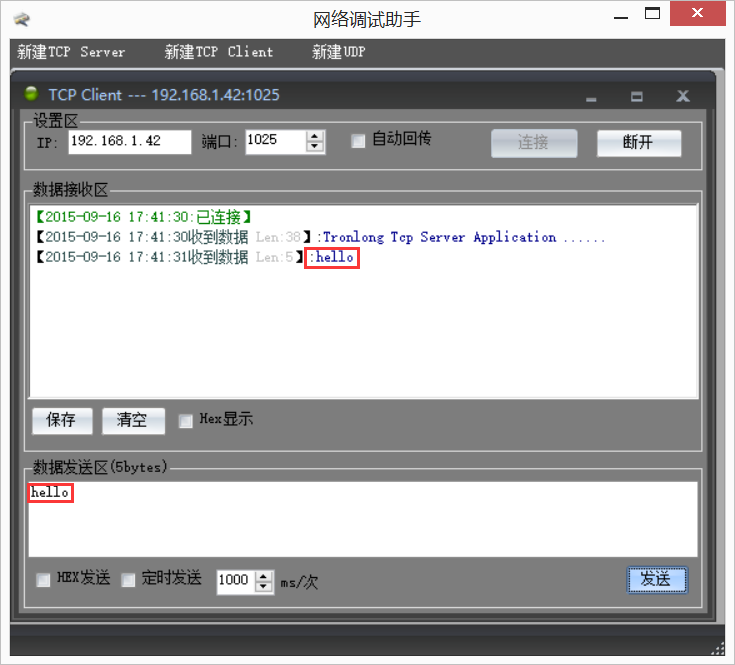 网络调试助手
新建TCP Server 新建TCP Client 新建UDP
TCP Client --- 192.168.1.42:1025
设置区
IP: 192.168.1.42 端口: 1025 自动回传 连接 断开
数据接收区
【2015-09-16 17:41:30:已连接】
【2015-09-16 17:41:30收到数据 Len:38】:Tronlong Tcp Server Application ......
【2015-09-16 17:41:31收到数据 Len:5】:hello
保存 清空 Hex显示
数据发送区(5bytes)
hello
HEX发送 定时发送 1000 ms/次 发送